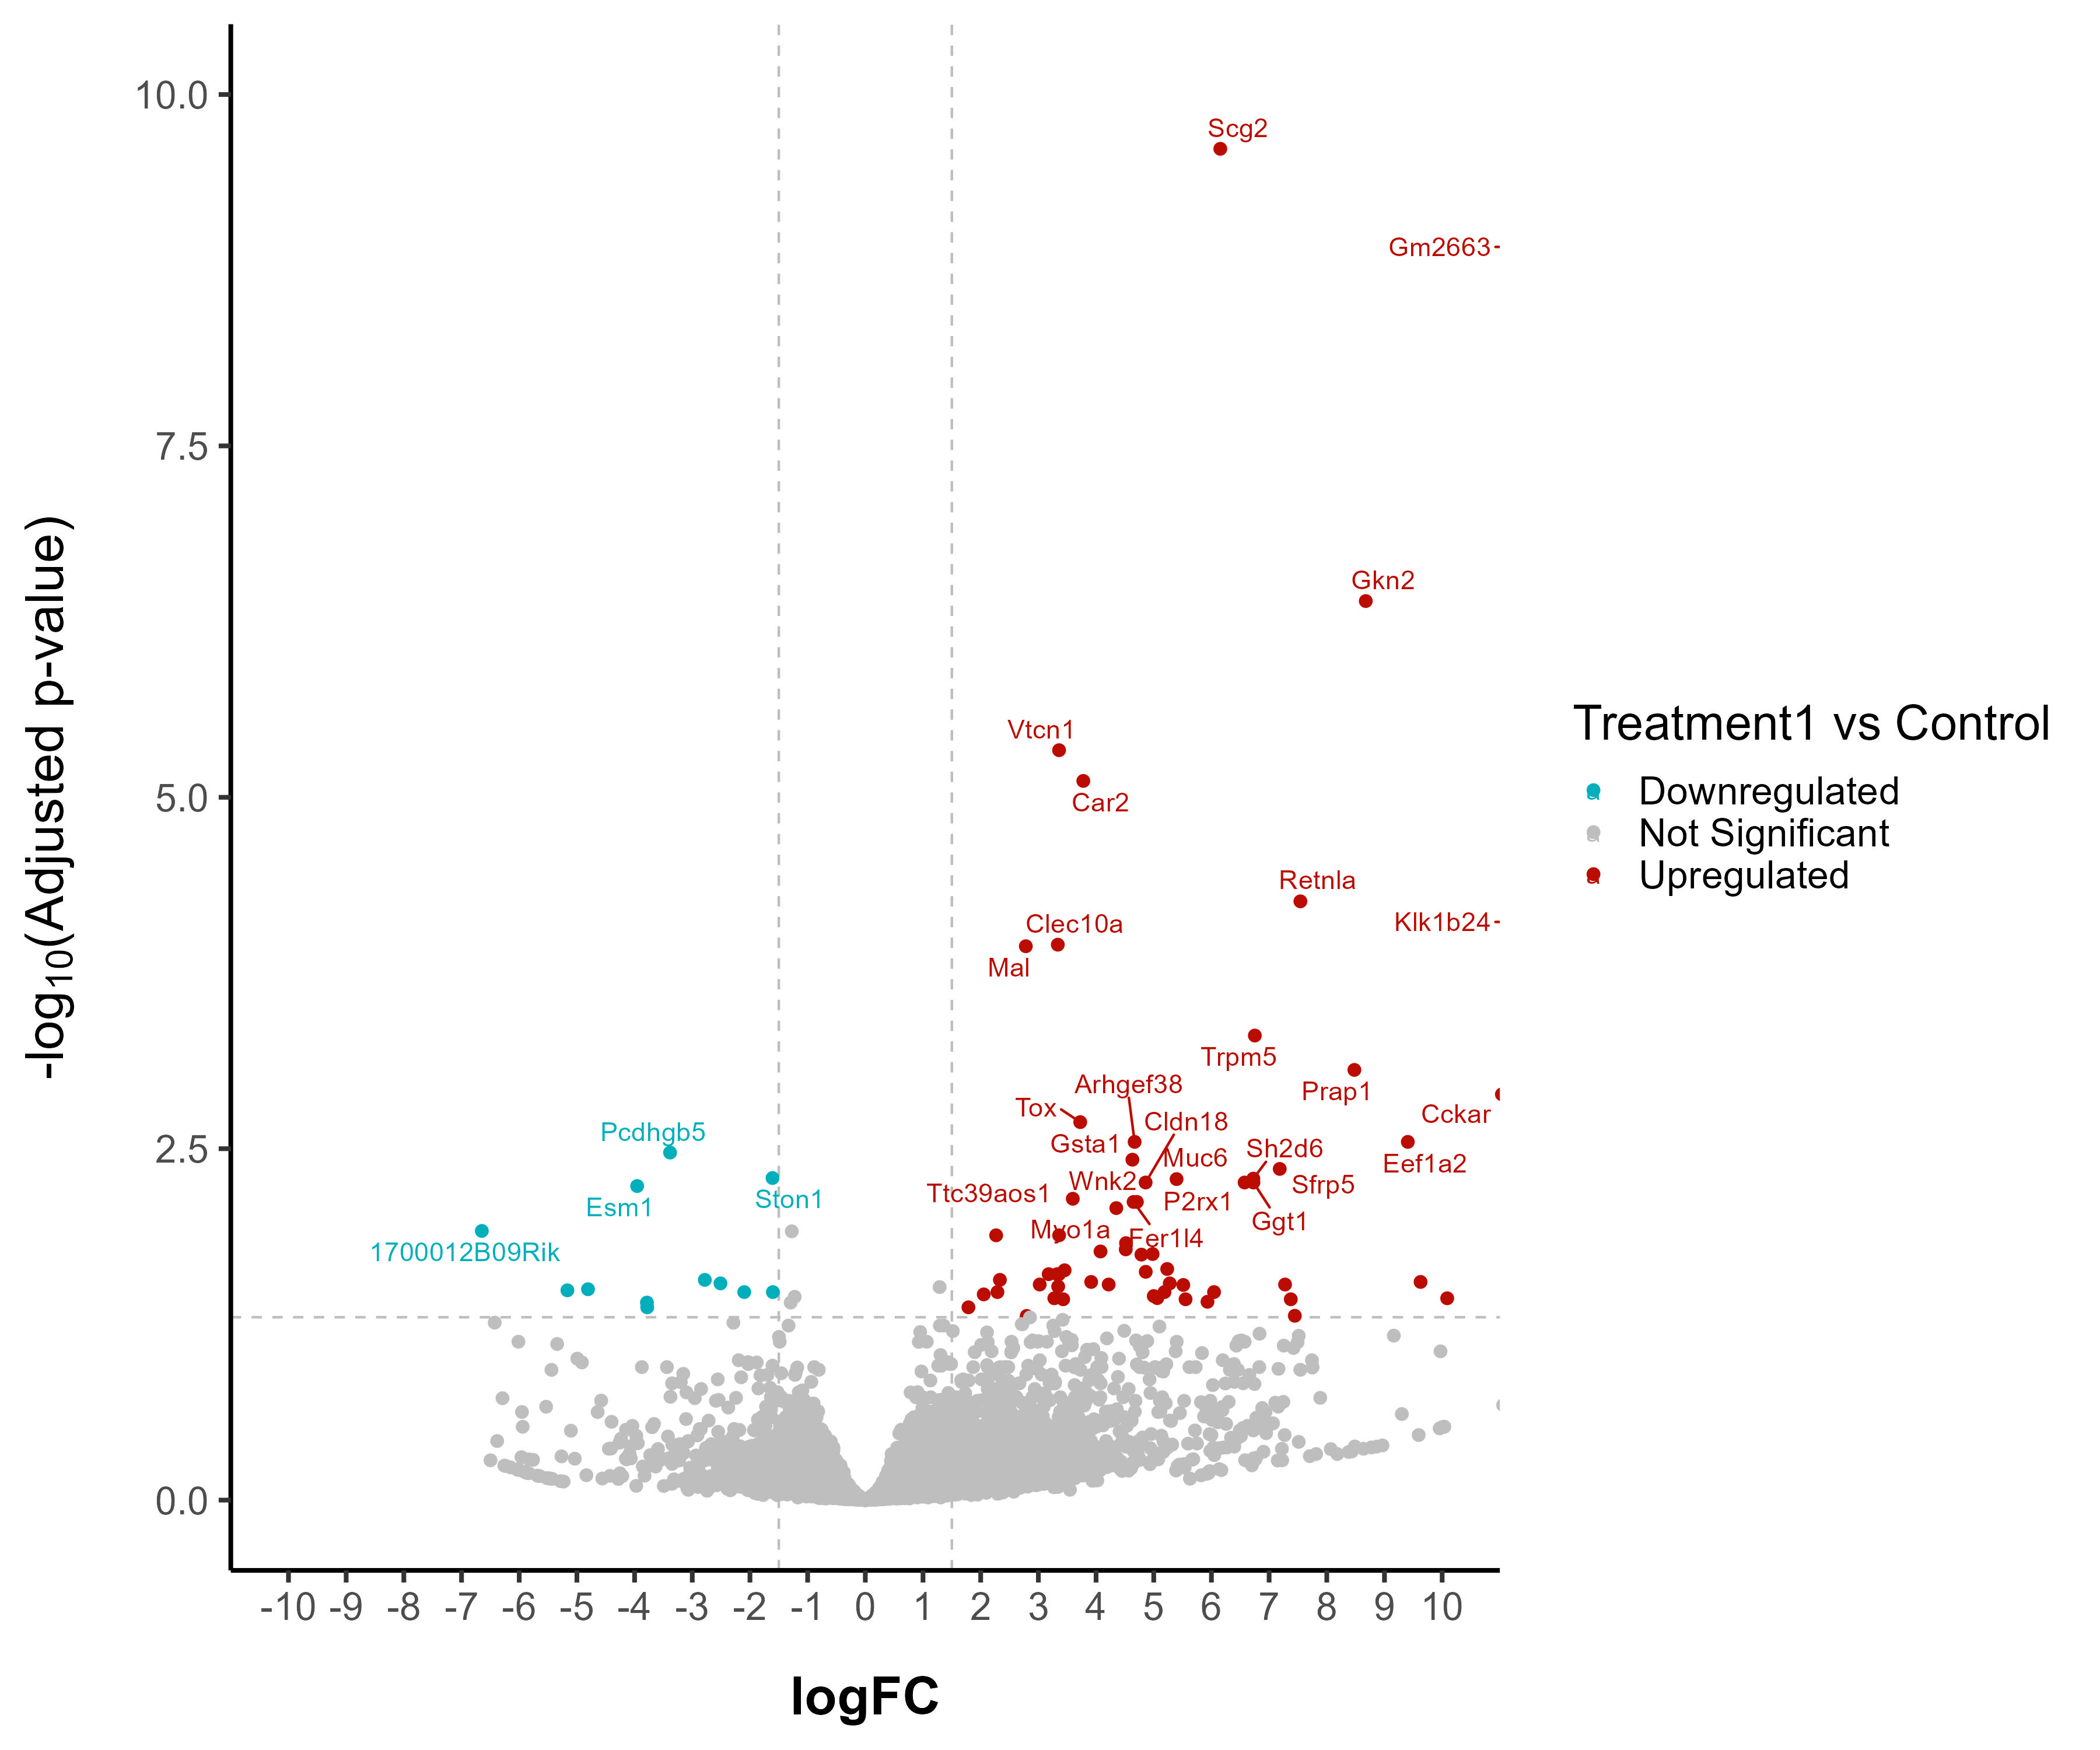 10.0
7.5
5.0
2.5
0.0
-log10(Adjusted p-value)
Scg2
Gm2663
Gkn2
Vtcn1
Car2
Retnla
Clec10a
Klk1b24
Mal
Trpm5
Prap1
Arhgef38
Tox
Cckar
Cldn18
Pcdhgb5
Gsta1
Muc6
Sh2d6
Eef1a2
Wnk2
Sfrp5
Ttc39aos1
Ston1
P2rx1
Esm1
Ggt1
Myo1a
Fer1l4
1700012B09Rik
-10 -9 -8 -7 -6 -5 -4 -3 -2 -1 0 1 2 3 4 5 6 7 8 9 10
logFC
Treatment1 vs Control
Downregulated
Not Significant
Upregulated